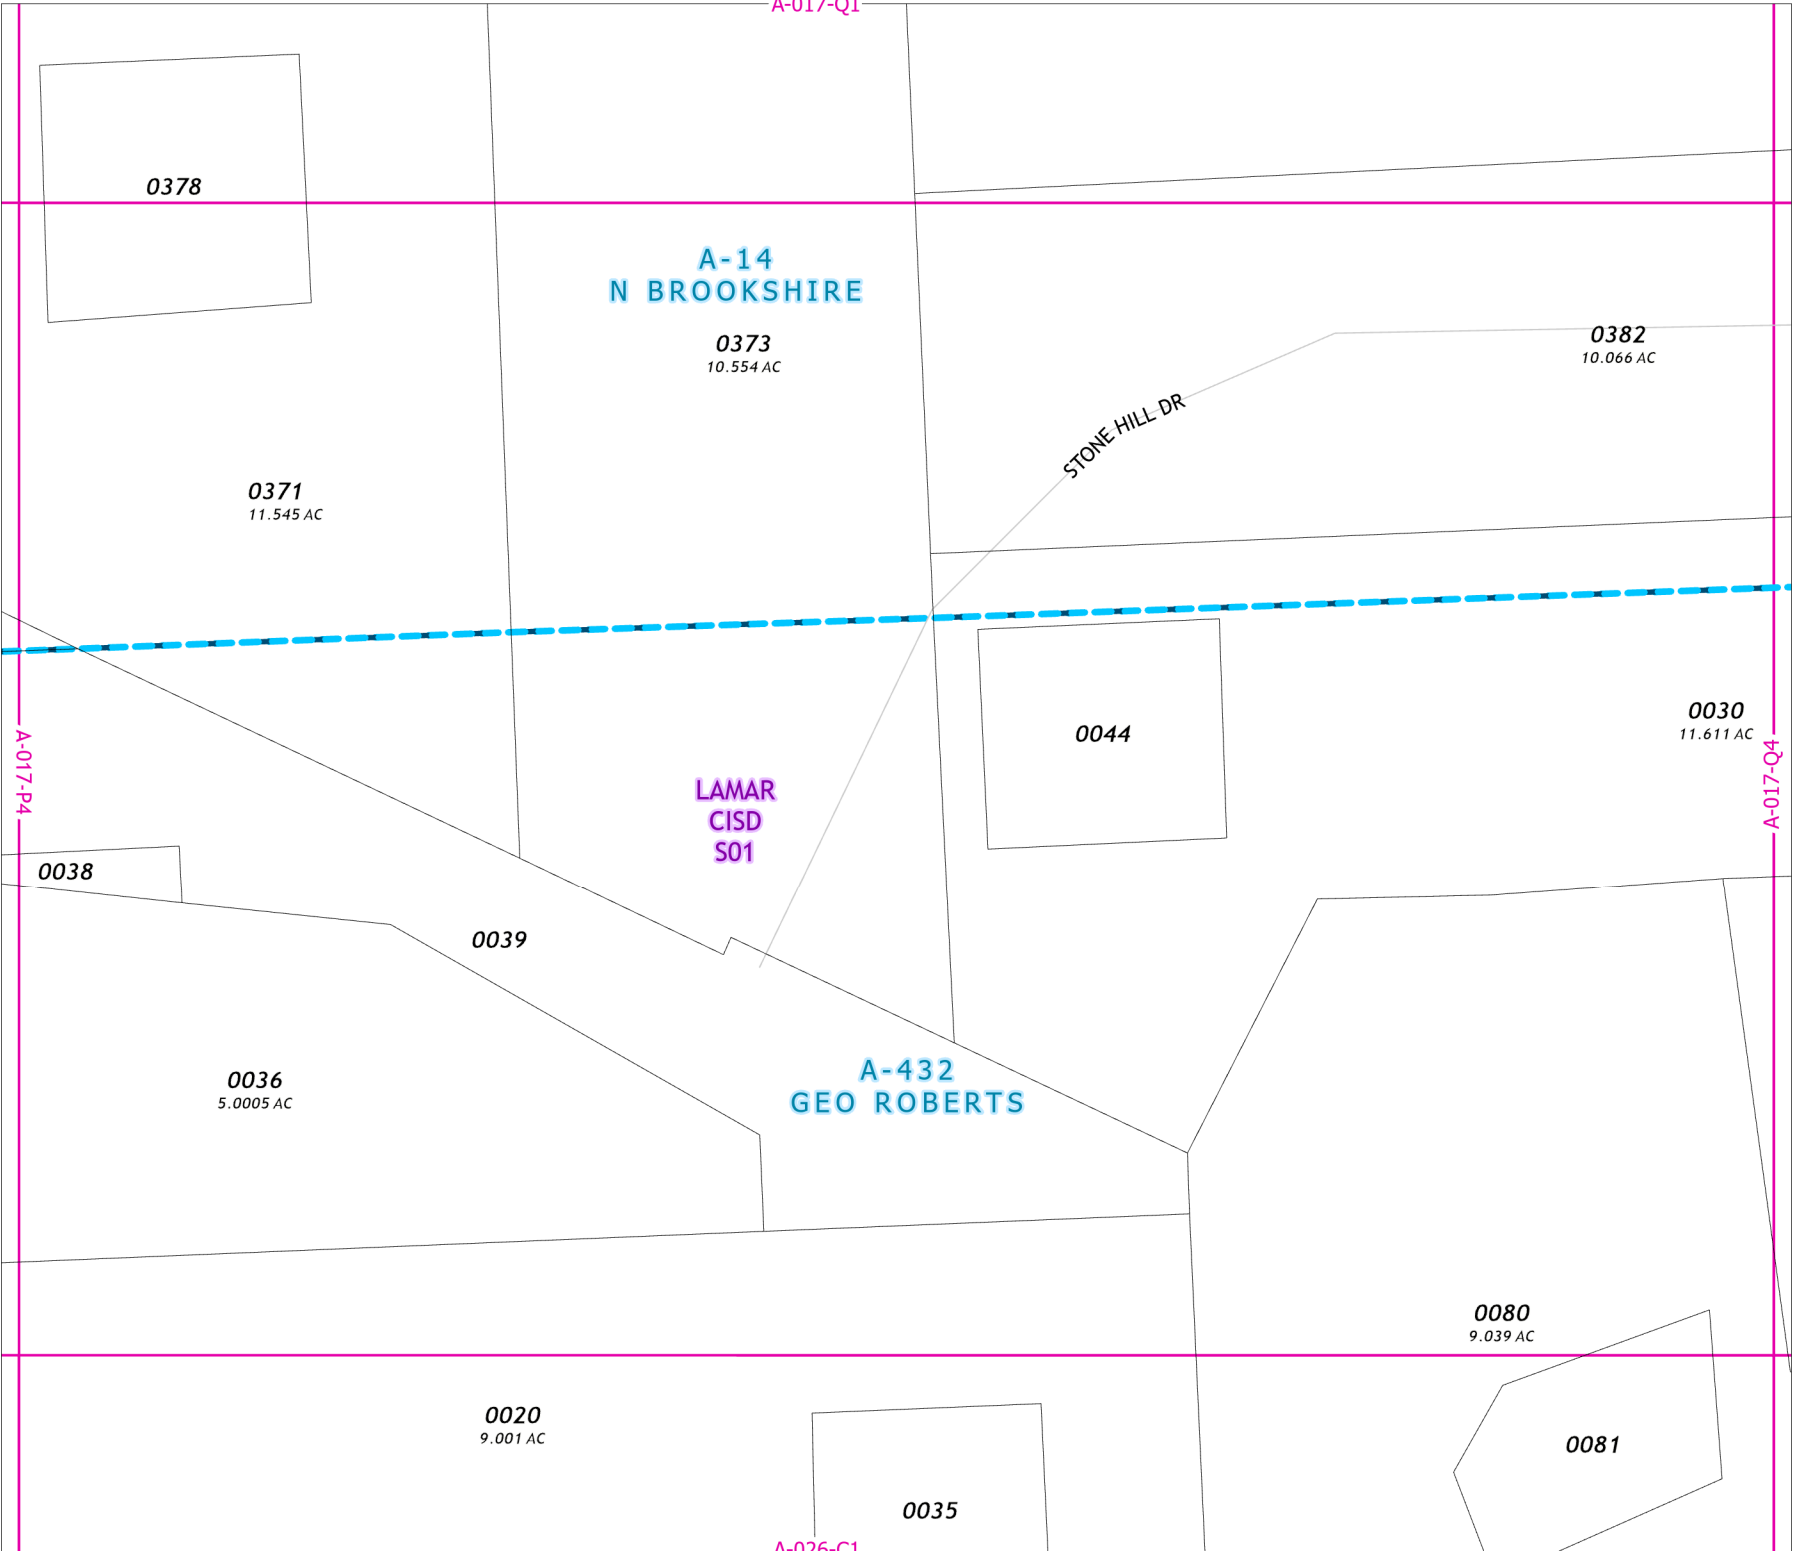 A-017-Q1
0378
A-14
N BROOKSHIRE
0373
10.554 AC
0382
10.066 AC
STONE HILL DR
0371
11.545 AC
0030
11.611 AC
0044
A-017-P4
A-017-Q4
LAMAR
CISD
S01
0038
0039
A-432
GEO ROBERTS
0036
5.0005 AC
0080
9.039 AC
0020
9.001 AC
0081
0035
A-026-C1